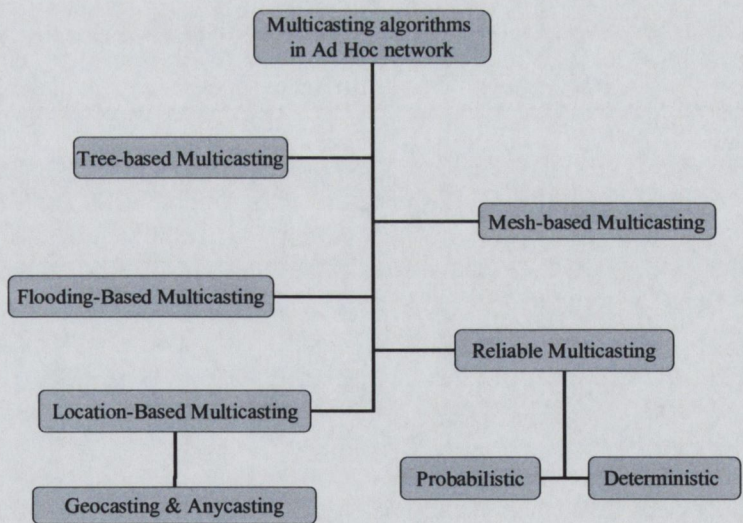 Multicasting algorithms
in Ad Hoc network
Tree-based Multicasting
Mesh-based Multicasting
Flooding-Based Multicasting
Reliable Multicasting
Location-Based Multicasting
Probabilistic
Deterministic
Geocasting & Anycasting